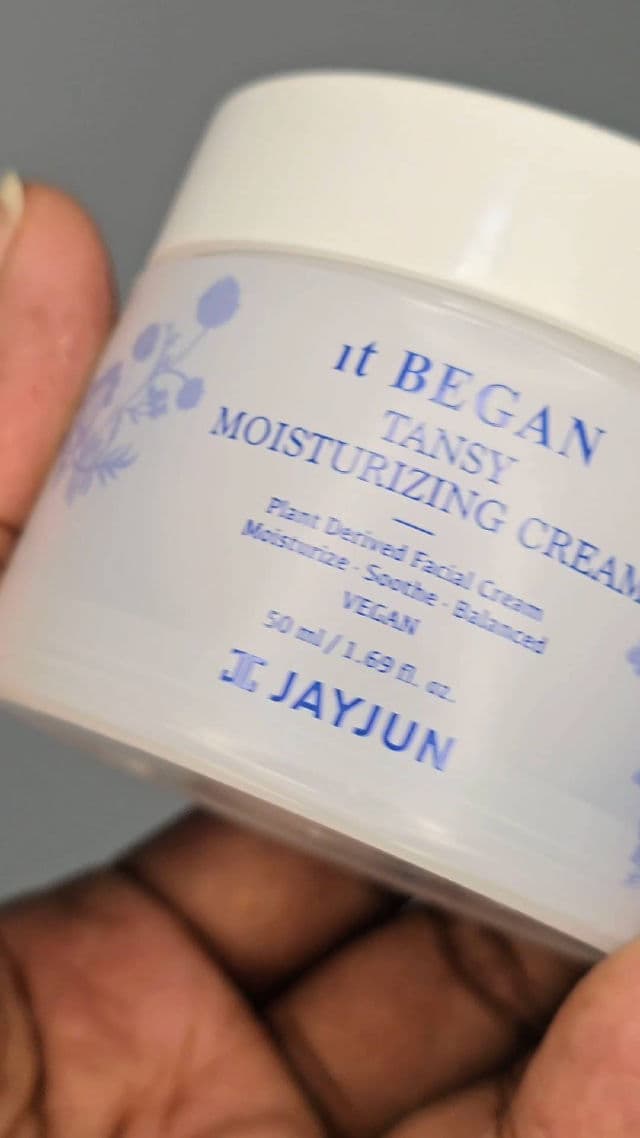 ıt BEGAN
TANSY
MOISTURIZING CREAM
Plant Derived Facial Cream
Moisturize · Soothe · Balanced
VEGAN
50 ml / 1.69 fl. oz.
JAYJUN